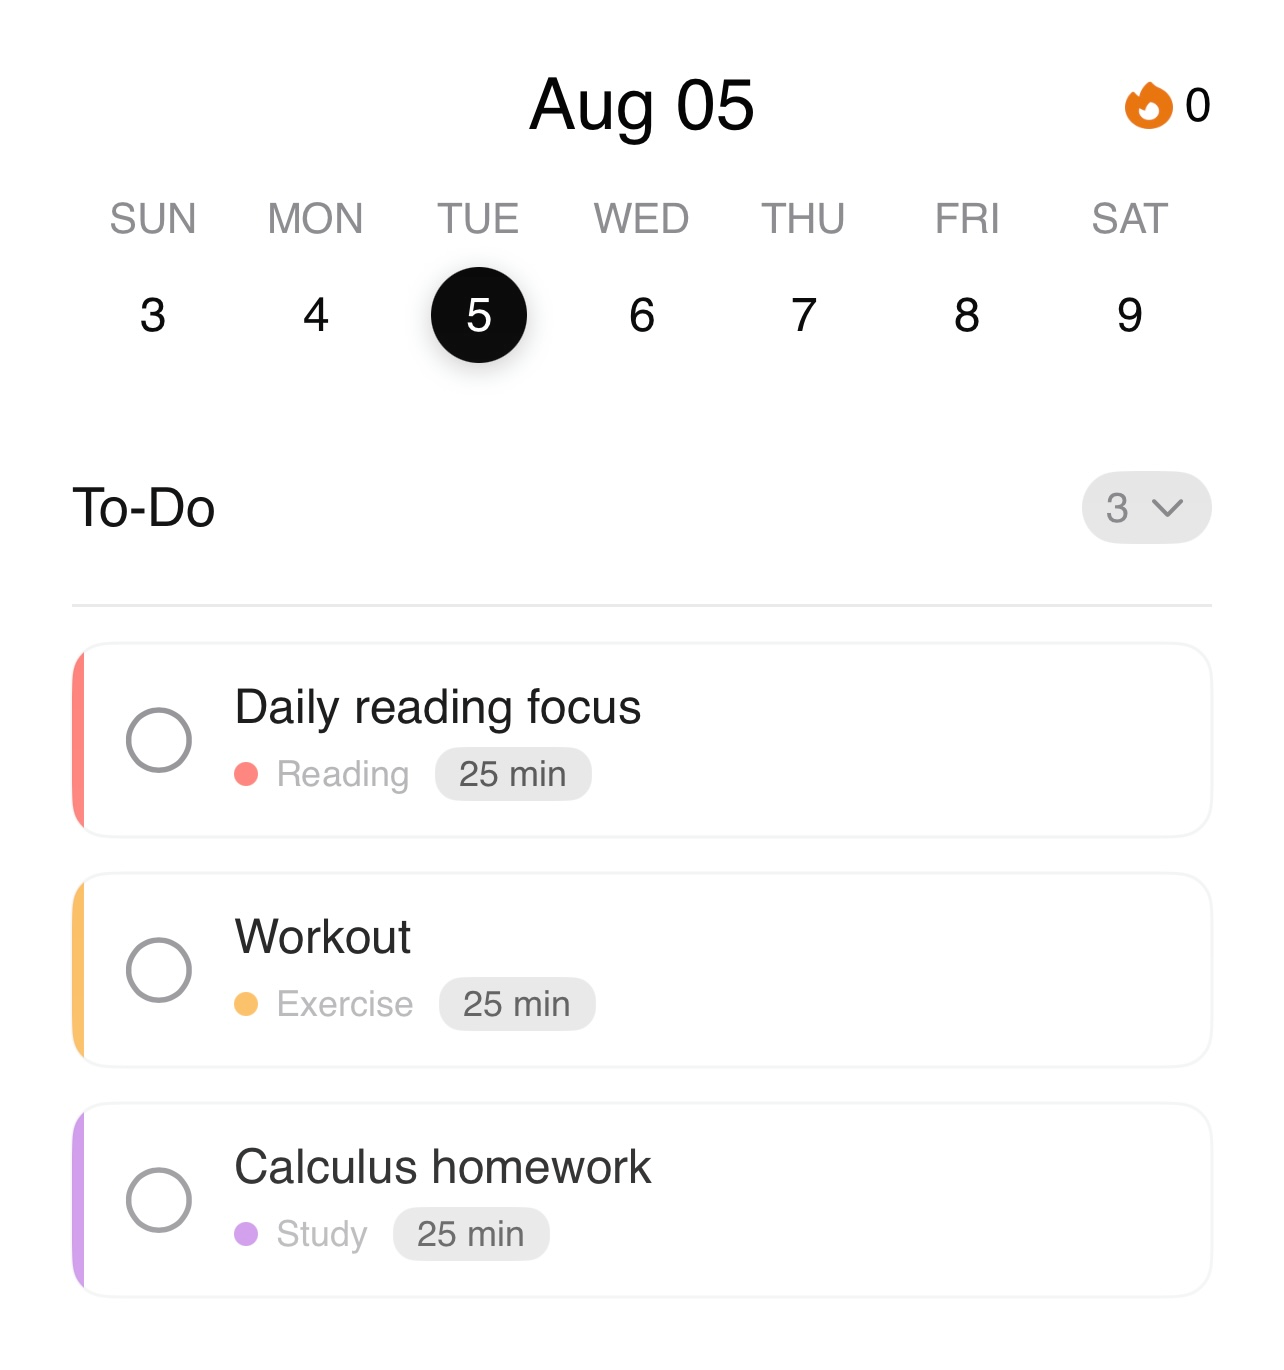 Aug 05 0
SUN MON TUE WED THU FRI SAT
3 4 5 6 7 8 9
To-Do 3
Daily reading focus
Reading 25 min
Workout
Exercise 25 min
Calculus homework
Study 25 min